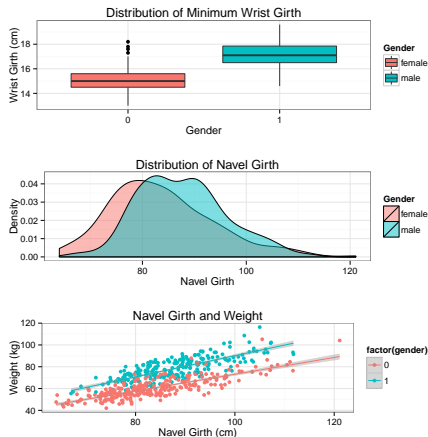 Distribution of Minimum Wrist Girth
Wrist Girth (cm)
18
16
14
0 1
Gender
Gender
female
male
Distribution of Navel Girth
Density
0.04
0.03
0.02
0.01
0.00
80 100 120
Navel Girth
Gender
female
male
Navel Girth and Weight
Weight (kg)
120
100
80
60
40
80 100 120
Navel Girth (cm)
factor(gender)
0
1